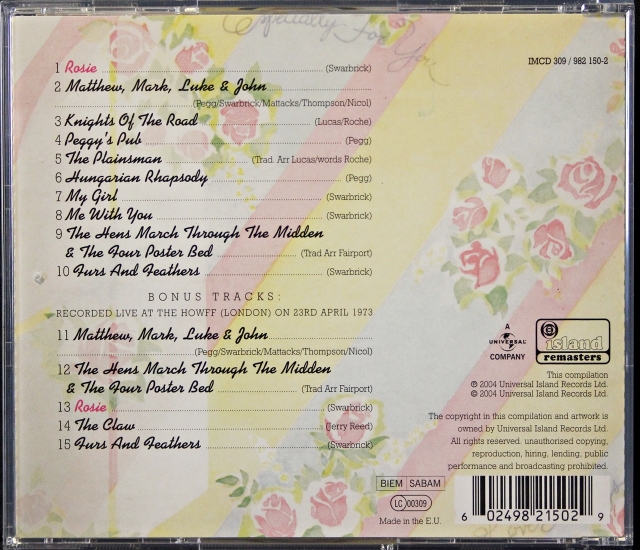 Especially For You
1 Rosie (Swarbrick)
2 Matthew, Mark, Luke & John
(Pegg/Swarbrick/Mattacks/Thompson/Nicol)
3 Knights Of The Road (Lucas/Roche)
4 Peggy's Pub (Pegg)
5 The Plainsman (Trad. Arr Lucas/words Roche)
6 Hungarian Rhapsody (Pegg)
7 My Girl (Swarbrick)
8 Me With You (Swarbrick)
9 The Hens March Through The Midden
& The Four Poster Bed (Trad Arr Fairport)
10 Furs And Feathers (Swarbrick)
BONUS TRACKS:
RECORDED LIVE AT THE HOWFF (LONDON) ON 23RD APRIL 1973
11 Matthew, Mark, Luke & John
(Pegg/Swarbrick/Mattacks/Thompson/Nicol)
12 The Hens March Through The Midden
& The Four Poster Bed (Trad Arr Fairport)
13 Rosie (Swarbrick)
14 The Claw (Jerry Reed)
15 Furs And Feathers (Swarbrick)
IMCD 309 / 982 150-2
A
UNIVERSAL
COMPANY
island
remasters
This compilation
℗ 2004 Universal Island Records Ltd.
© 2004 Universal Island Records Ltd.
The copyright in this compilation and artwork is
owned by Universal Island Records Ltd.
All rights reserved. unauthorised copying,
reproduction, hiring, lending, public
performance and broadcasting prohibited.
BIEM SABAM
LC 00309
Made in the E.U.
6 02498 21502 9